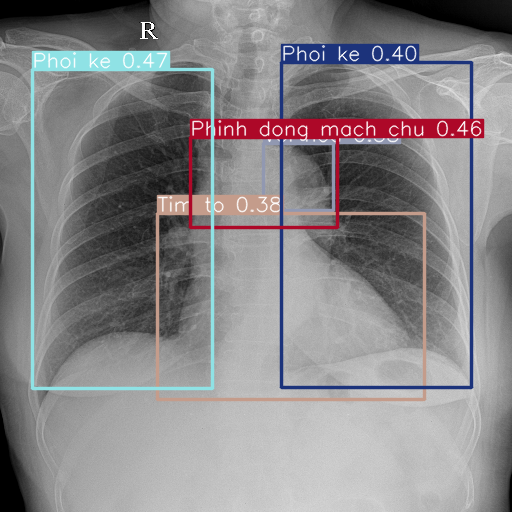 R
Phoi ke 0.40
Phoi ke 0.47
Phinh dong mach chu 0.46
Tim to 0.38